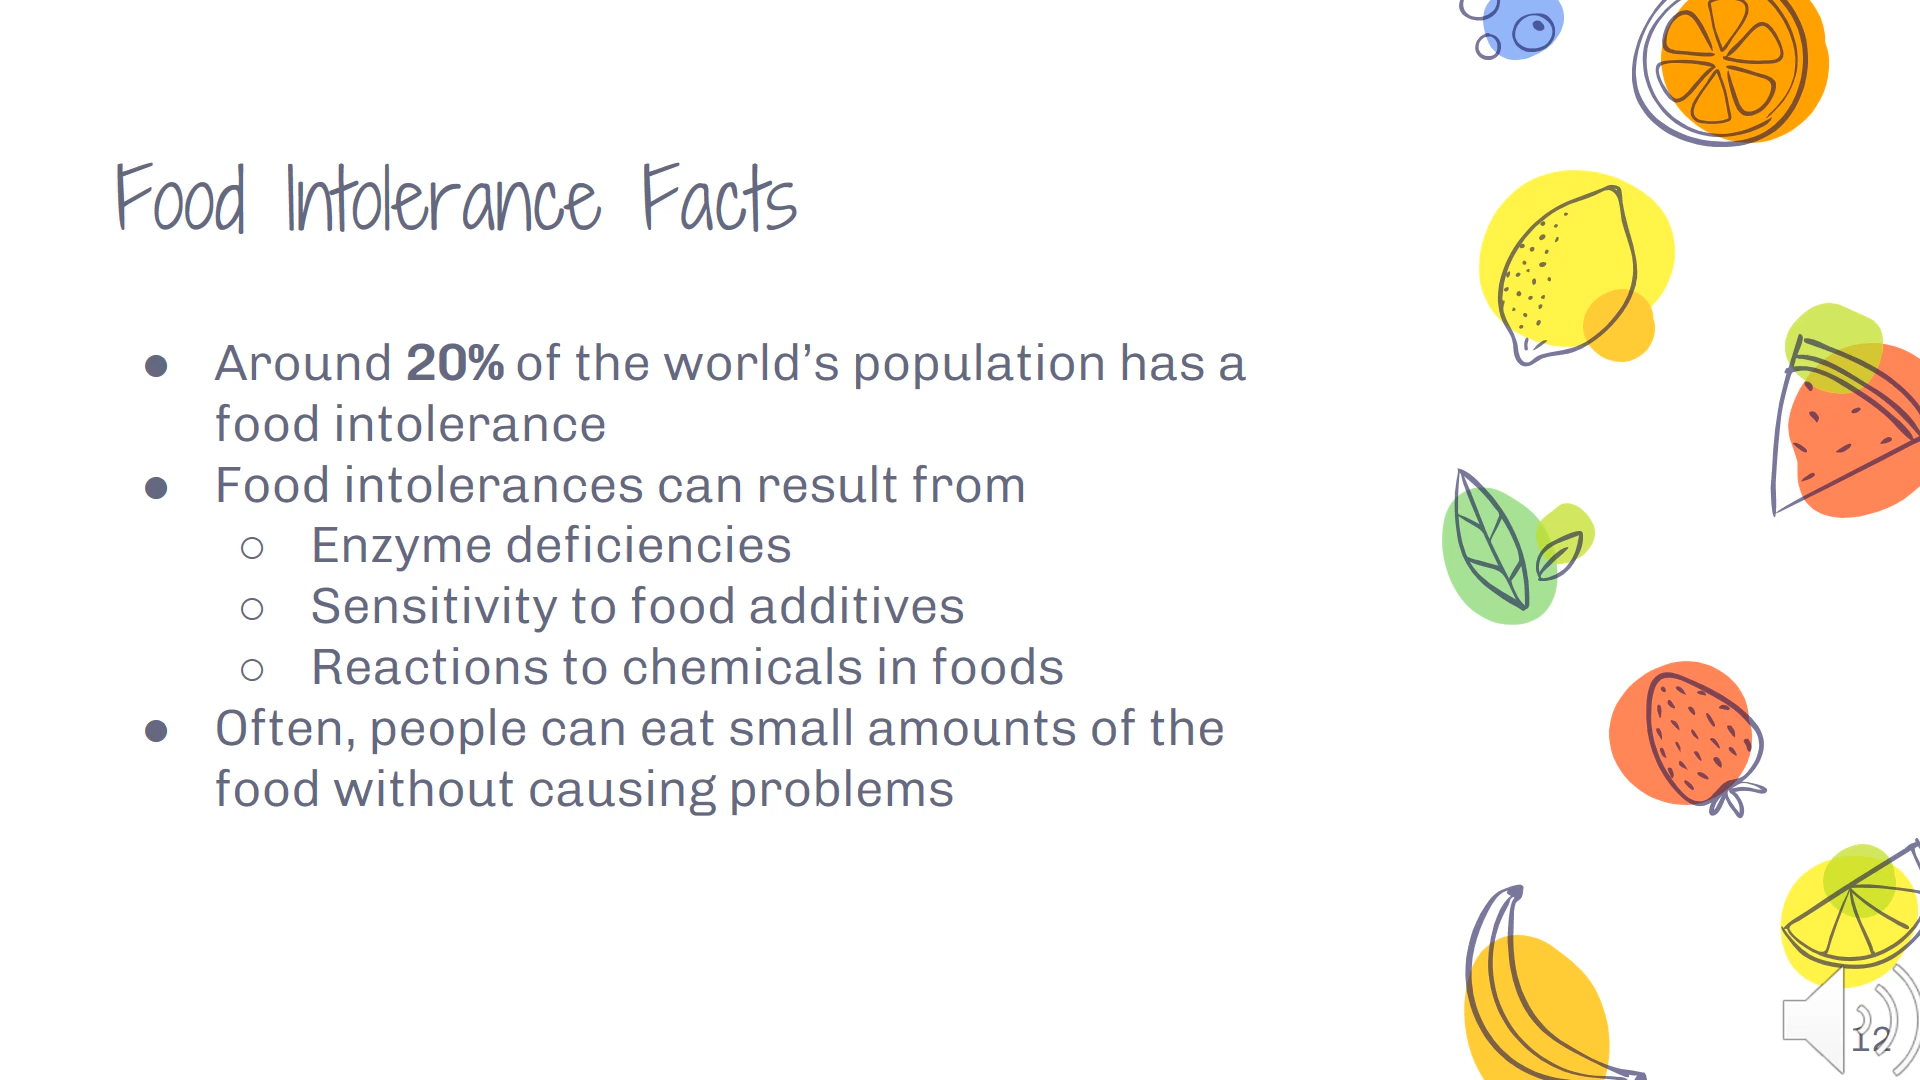 Food Intolerance Facts
● Around 20% of the world’s population has a
food intolerance
● Food intolerances can result from
○ Enzyme deficiencies
○ Sensitivity to food additives
○ Reactions to chemicals in foods
● Often, people can eat small amounts of the
food without causing problems
12